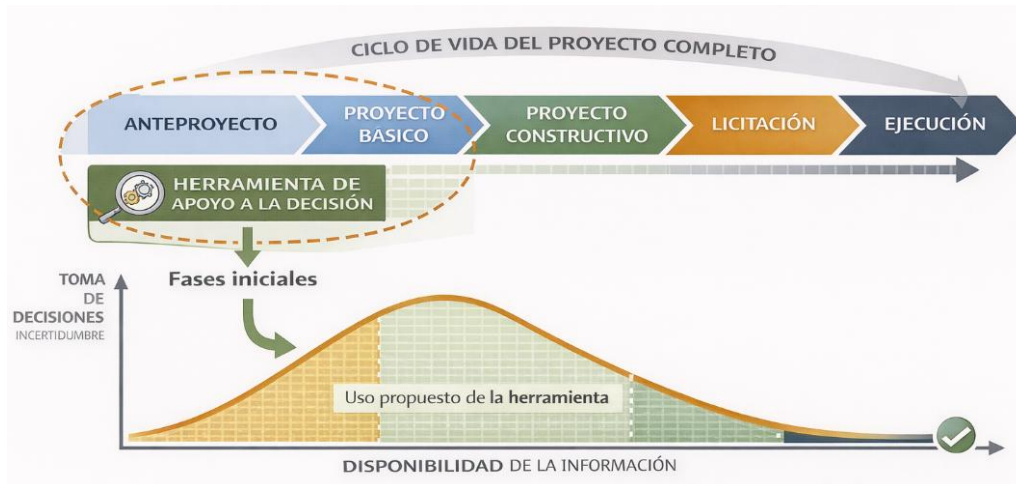 CICLO DE VIDA DEL PROYECTO COMPLETO
ANTEPROYECTO
PROYECTO
BASICO
PROYECTO
CONSTRUCTIVO
LICITACIÓN
EJECUCIÓN
HERRAMIENTA DE
APOYO A LA DECISIÓN
Fases iniciales
TOMA
DE
DECISIONES
INCERTIDUMBRE
Uso propuesto de la herramienta
DISPONIBILIDAD DE LA INFORMACIÓN